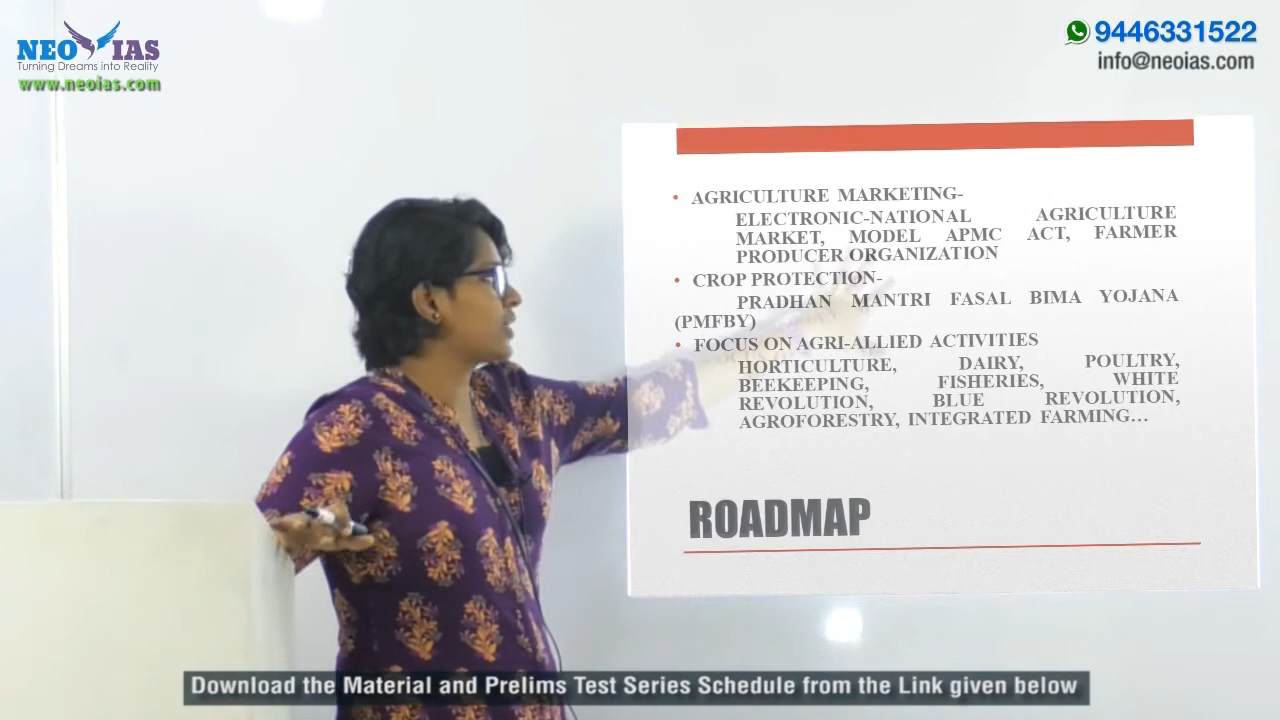 NEO IAS
Turning Dreams into Reality
www.neoias.com
9446331522
info@neoias.com
• AGRICULTURE MARKETING-
ELECTRONIC-NATIONAL AGRICULTURE
MARKET, MODEL APMC ACT, FARMER
PRODUCER ORGANIZATION
• CROP PROTECTION-
PRADHAN MANTRI FASAL BIMA YOJANA
(PMFBY)
• FOCUS ON AGRI-ALLIED ACTIVITIES
HORTICULTURE, DAIRY, POULTRY,
BEEKEEPING, FISHERIES, WHITE
REVOLUTION, BLUE REVOLUTION,
AGROFORESTRY, INTEGRATED FARMING…
ROADMAP
Download the Material and Prelims Test Series Schedule from the Link given below